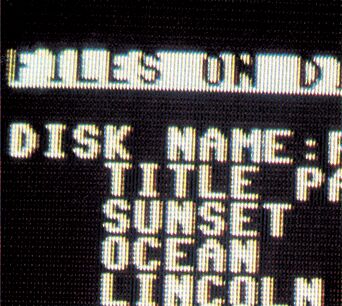 FILES ON D
DISK NAME:
TITLE PA
SUNSET
OCEAN
LINCOLN